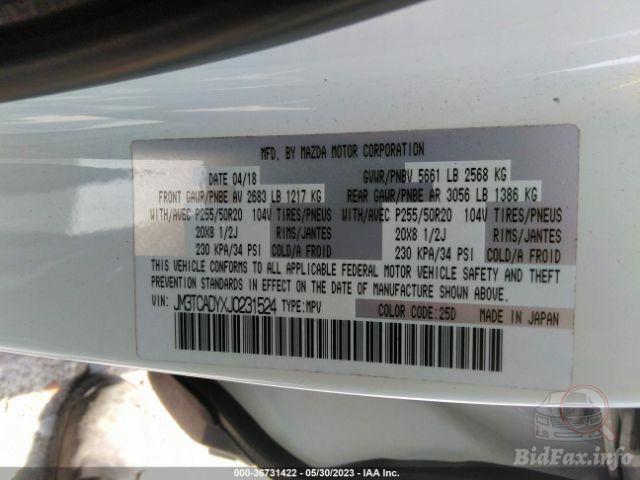 MFD. BY MAZDA MOTOR CORPORATION
DATE 04/18 GVWR/PNBV 5661 LB 2568 KG
FRONT GAWR/PNBE AV 2683 LB 1217 KG REAR GAWR/PNBE AR 3056 LB 1386 KG
WITH/AVEC P255/50R20 104V TIRES/PNEUS WITH/AVEC P255/50R20 104V TIRES/PNEUS
20X8 1/2J RIMS/JANTES 20X8 1/2J RIMS/JANTES
230 KPA/34 PSI COLD/A FROID 230 KPA/34 PSI COLD/A FROID
THIS VEHICLE CONFORMS TO ALL APPLICABLE FEDERAL MOTOR VEHICLE SAFETY AND THEFT
PREVENTION STANDARDS IN EFFECT ON THE DATE OF MANUFACTURE SHOWN ABOVE.
VIN: JM3TCADYXJ0231524 TYPE:MPV COLOR CODE:25D MADE IN JAPAN
BidFax.info
000-36731422 — 05/30/2023 — IAA Inc.